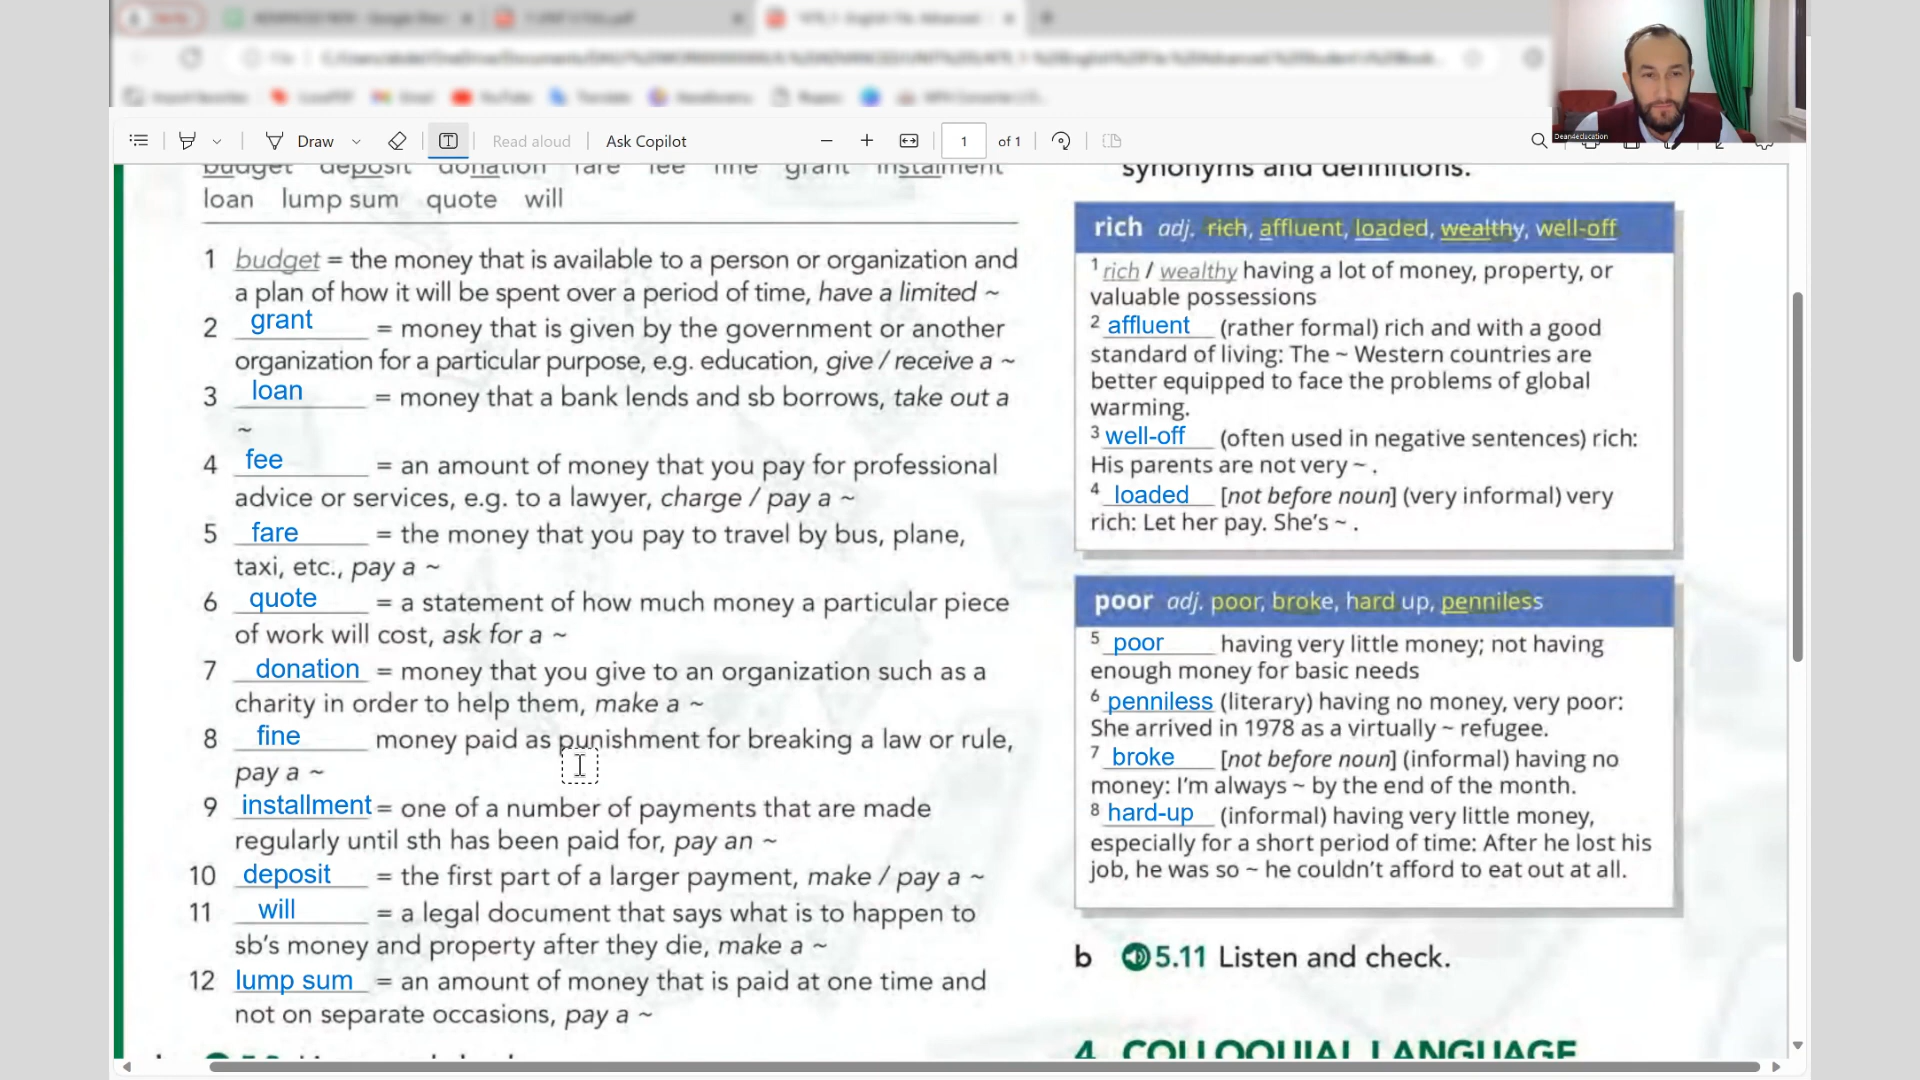 Draw
Read aloud
Ask Copilot
1 of 1
Dean4education
budget deposit donation fare fee fine grant instalment
loan lump sum quote will
1 budget = the money that is available to a person or organization and
a plan of how it will be spent over a period of time, have a limited ~
2 grant = money that is given by the government or another
organization for a particular purpose, e.g. education, give / receive a ~
3 loan = money that a bank lends and sb borrows, take out a
~
4 fee = an amount of money that you pay for professional
advice or services, e.g. to a lawyer, charge / pay a ~
5 fare = the money that you pay to travel by bus, plane,
taxi, etc., pay a ~
6 quote = a statement of how much money a particular piece
of work will cost, ask for a ~
7 donation = money that you give to an organization such as a
charity in order to help them, make a ~
8 fine money paid as punishment for breaking a law or rule,
pay a ~
9 installment = one of a number of payments that are made
regularly until sth has been paid for, pay an ~
10 deposit = the first part of a larger payment, make / pay a ~
11 will = a legal document that says what is to happen to
sb's money and property after they die, make a ~
12 lump sum = an amount of money that is paid at one time and
not on separate occasions, pay a ~
synonyms and definitions.
rich adj. rich, affluent, loaded, wealthy, well-off
1 rich / wealthy having a lot of money, property, or
valuable possessions
2 affluent (rather formal) rich and with a good
standard of living: The ~ Western countries are
better equipped to face the problems of global
warming.
3 well-off (often used in negative sentences) rich:
His parents are not very ~ .
4 loaded [not before noun] (very informal) very
rich: Let her pay. She's ~ .
poor adj. poor, broke, hard up, penniless
5 poor having very little money; not having
enough money for basic needs
6 penniless (literary) having no money, very poor:
She arrived in 1978 as a virtually ~ refugee.
7 broke [not before noun] (informal) having no
money: I'm always ~ by the end of the month.
8 hard-up (informal) having very little money,
especially for a short period of time: After he lost his
job, he was so ~ he couldn't afford to eat out at all.
b 5.11 Listen and check.
4 COLLOQUIAL LANGUAGE